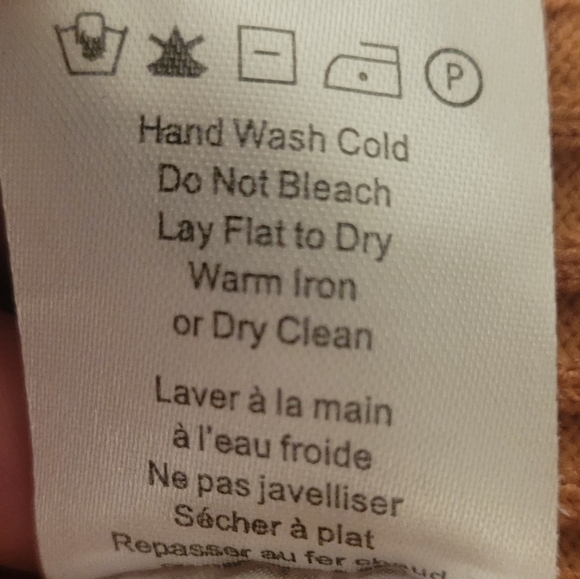 P
Hand Wash Cold
Do Not Bleach
Lay Flat to Dry
Warm Iron
or Dry Clean
Laver à la main
à l'eau froide
Ne pas javelliser
Sécher à plat
Repasser au fer chaud